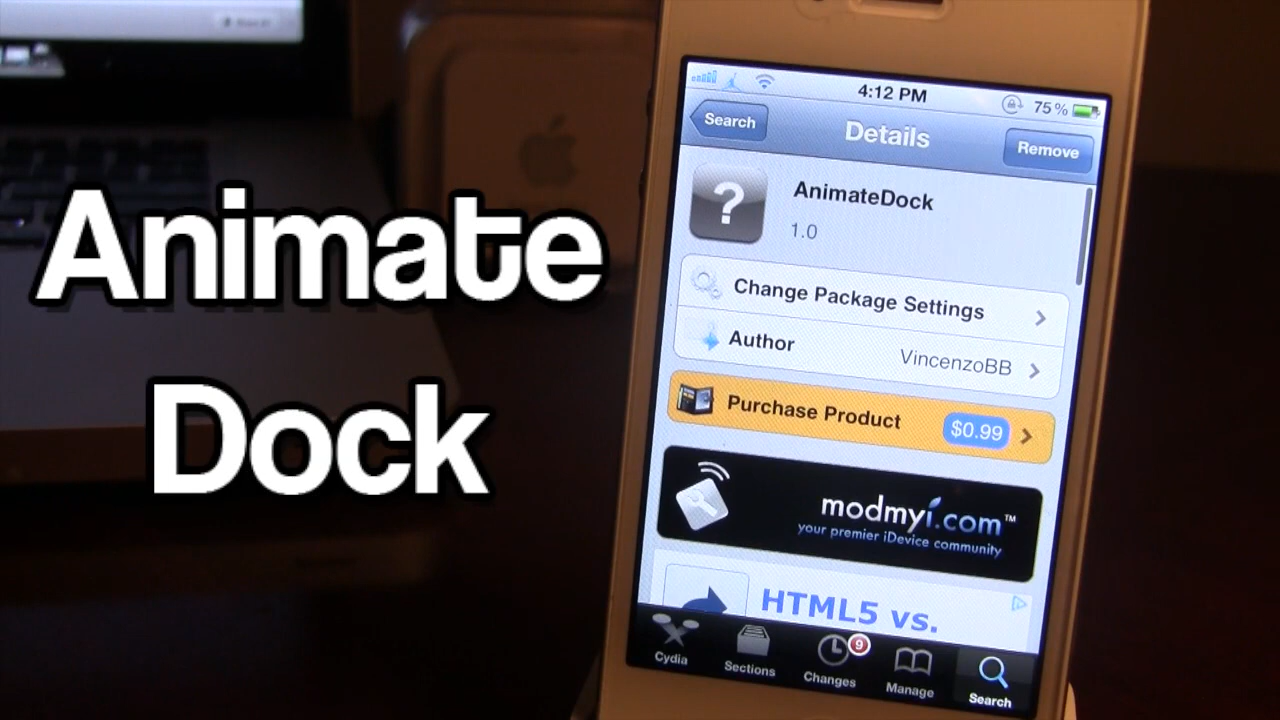 Animate
Dock
4:12 PM
75%
Search
Details
Remove
?
AnimateDock
1.0
Change Package Settings
Author
VincenzoBB
Purchase Product
$0.99
modmyi.com™
your premier iDevice community
HTML5 vs.
Cydia
Sections
9
Changes
Manage
Search